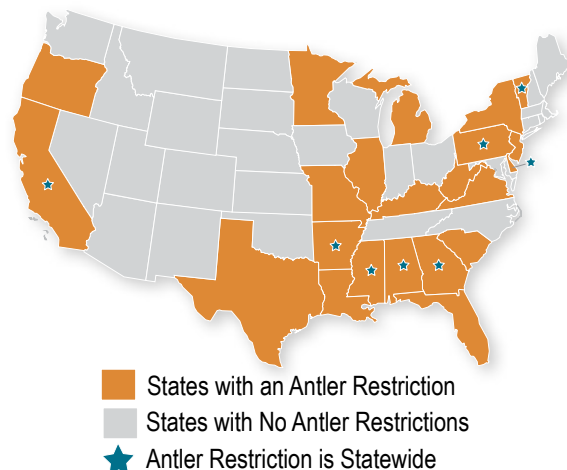 States with an Antler Restriction
States with No Antler Restrictions
Antler Restriction is Statewide